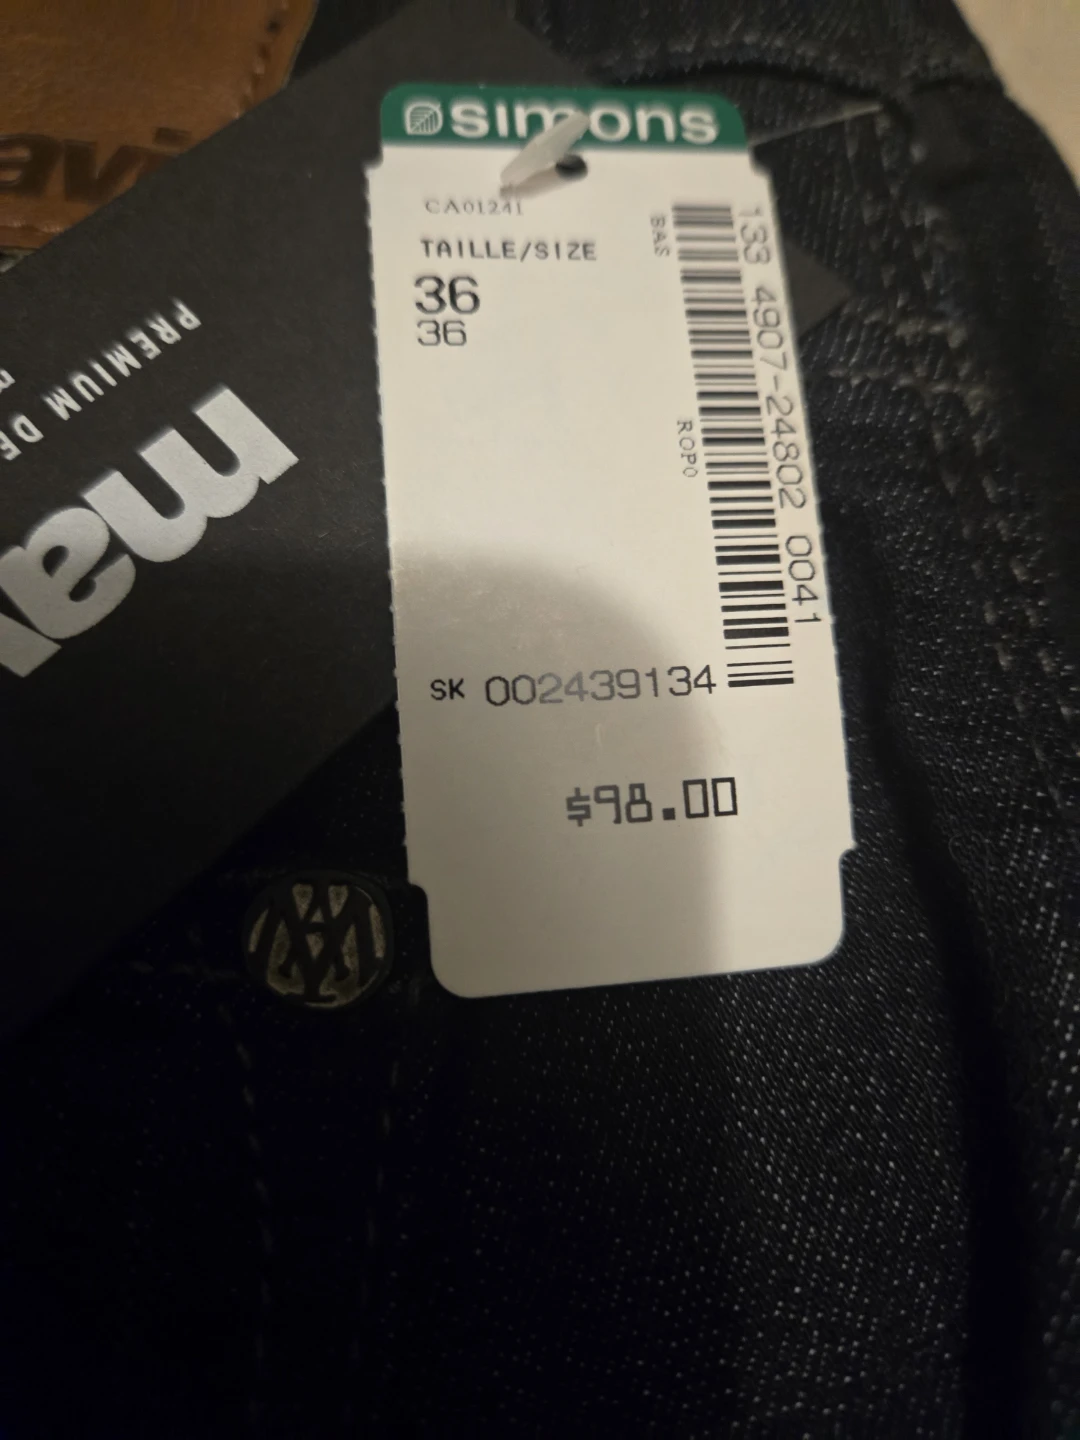 simons
CA01241
TAILLE/SIZE
36
36
BAS
133 4907-24802 0041
ROPO
SK 002439134
$98.00
PREMIUM DE
mav
mavi